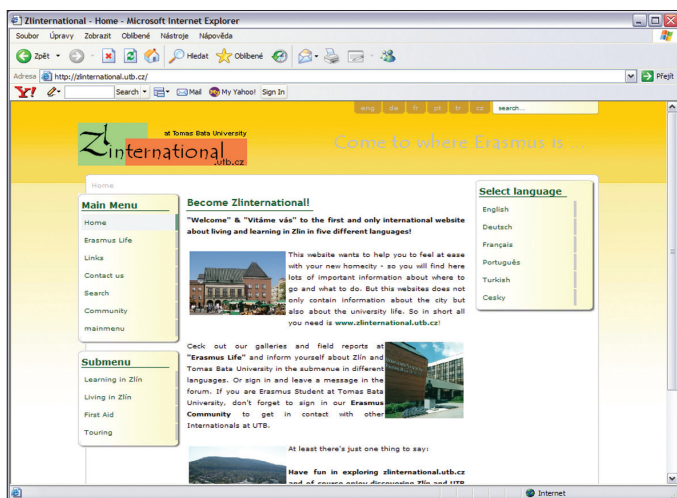 Zlinternational - Home - Microsoft Internet Explorer
Soubor Úpravy Zobrazit Oblíbené Nástroje Nápověda
Zpět Hledat Oblíbené
Adresa http://zlinternational.utb.cz/ Přejít
Y! Search Mail My Yahoo! Sign In
eng de fr pt tr cz search...
at Tomas Bata University
Zlinternational
.utb.cz
Come to where Erasmus is ...
Home
Main Menu
Home
Erasmus Life
Links
Contact us
Search
Community
mainmenu
Submenu
Learning in Zlín
Living in Zlín
First Aid
Touring
Become Zlinternational!
"Welcome" & "Vitáme vás" to the first and only international website
about living and learning in Zlin in five different languages!
This website wants to help you to feel at ease
with your new homecity - so you will find here
lots of important information about where to
go and what to do. But this websites does not
only contain information about the city but
also about the university life. So in short all
you need is www.zlinternational.utb.cz!
Ceck out our galleries and field reports at
"Erasmus Life" and inform yourself about Zlín and
Tomas Bata University in the submenue in different
languages. Or sign in and leave a message in the
forum. If you are Erasmus Student at Tomas Bata
University, don't forget to sign in our Erasmus
Community to get in contact with other
Internationals at UTB.
At least there's just one thing to say:
Have fun in exploring zlinternational.utb.cz
and of course enjoy discovering Zlín and UTB
Select language
English
Deutsch
Français
Português
Turkish
Cesky
Internet